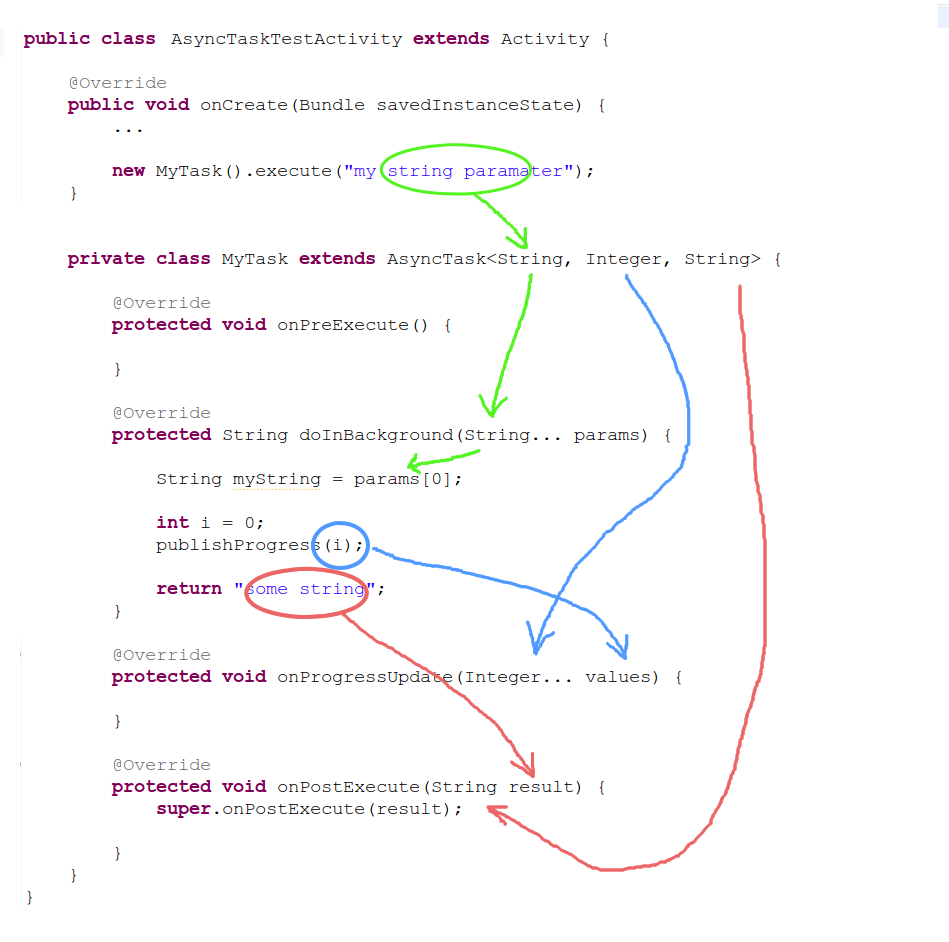 public class AsyncTaskTestActivity extends Activity {
@Override
public void onCreate(Bundle savedInstanceState) {
...
new MyTask().execute("my string paramater");
}
private class MyTask extends AsyncTask<String, Integer, String> {
@Override
protected void onPreExecute() {
}
@Override
protected String doInBackground(String... params) {
String myString = params[0];
int i = 0;
publishProgress(i);
return "some string";
}
@Override
protected void onProgressUpdate(Integer... values) {
}
@Override
protected void onPostExecute(String result) {
super.onPostExecute(result);
}
}
}